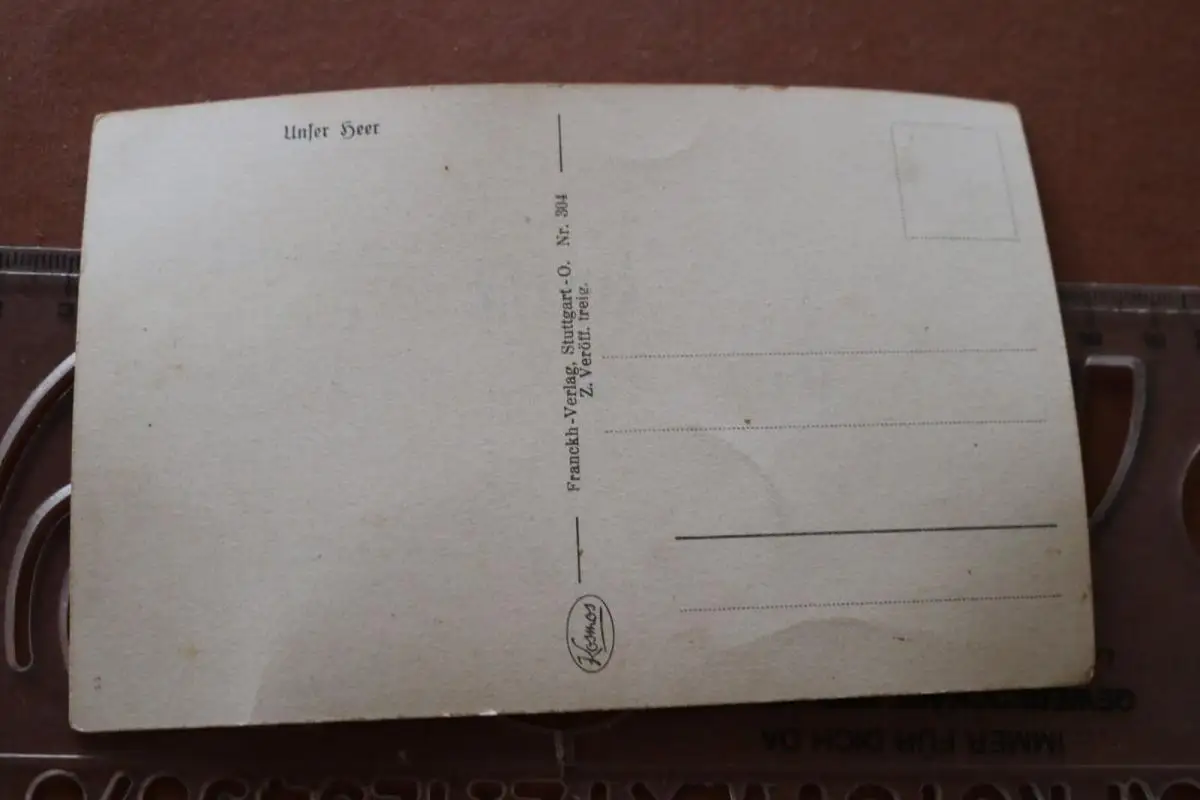 Unser Heer
Franckh-Verlag, Stuttgart-O. Nr. 304
Z. Veröff. freig.
Kosmos
IMMER FÜR DICH DA